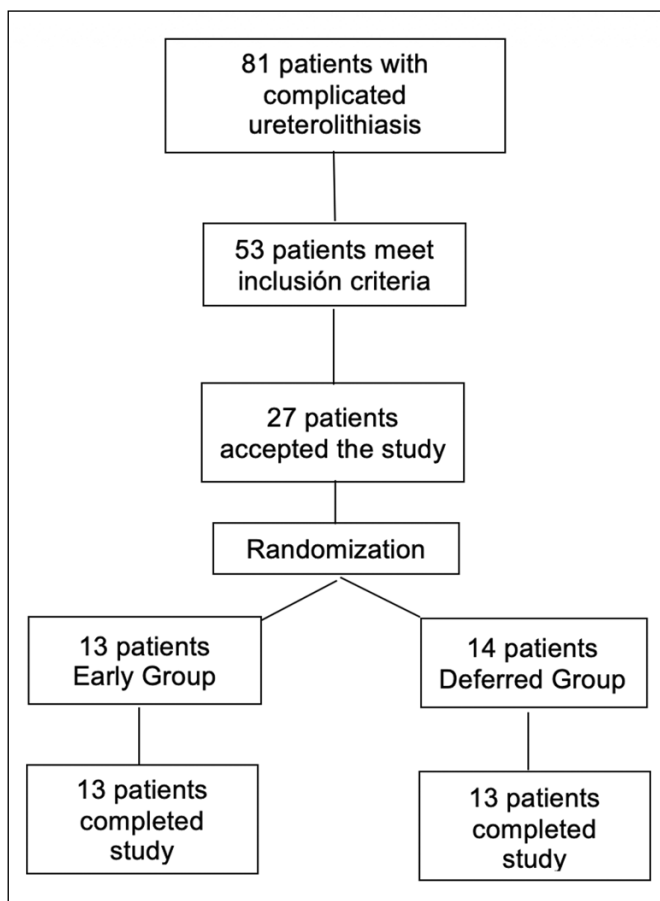 81 patients with
complicated
ureterolithiasis
53 patients meet
inclusión criteria
27 patients
accepted the study
Randomization
13 patients
Early Group
14 patients
Deferred Group
13 patients
completed
study
13 patients
completed
study